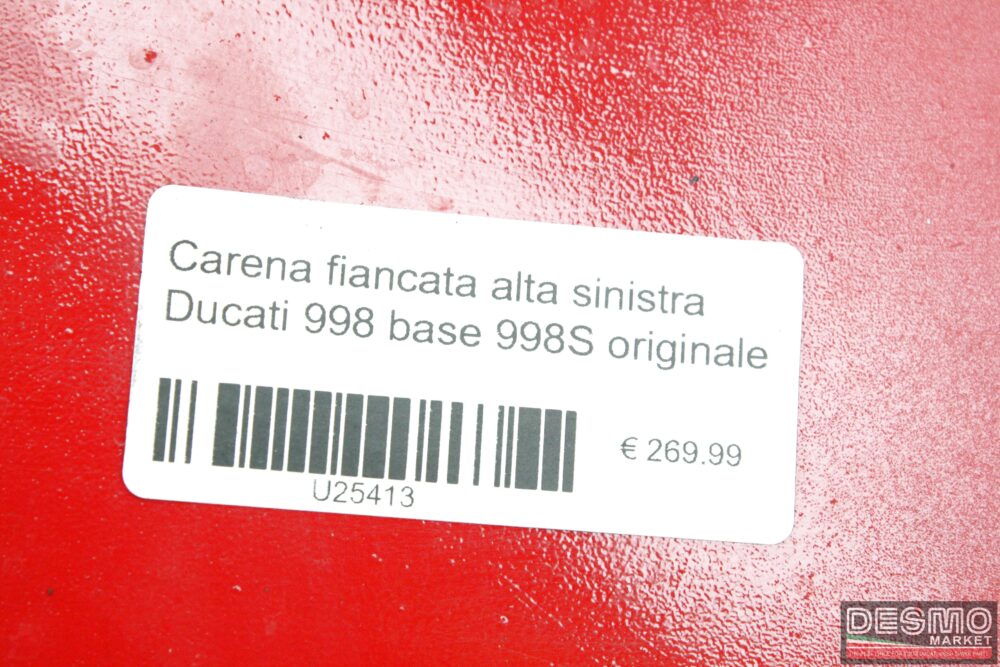 Carena fiancata alta sinistra
Ducati 998 base 998S originale
€ 269.99
U25413
DESMO
MARKET